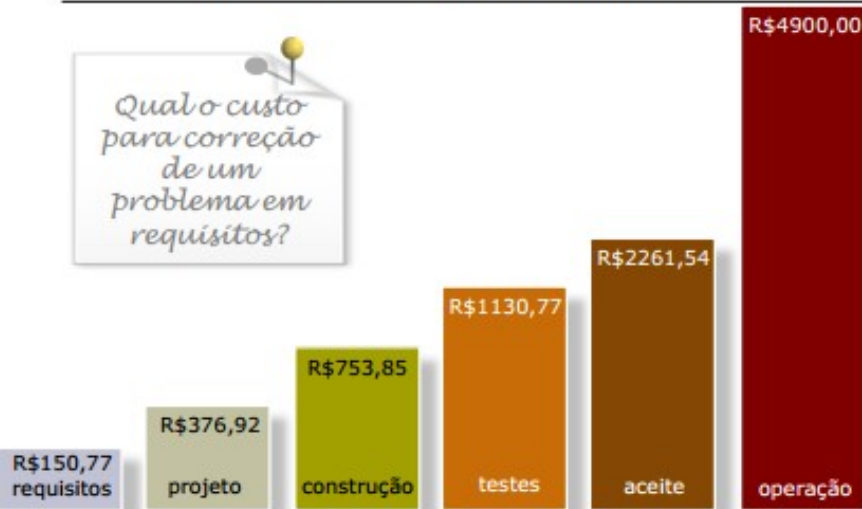 Qual o custo
para correção
de um
problema em
requisitos?
R$150,77
requisitos
R$376,92
projeto
R$753,85
construção
R$1130,77
testes
R$2261,54
aceite
R$4900,00
operação